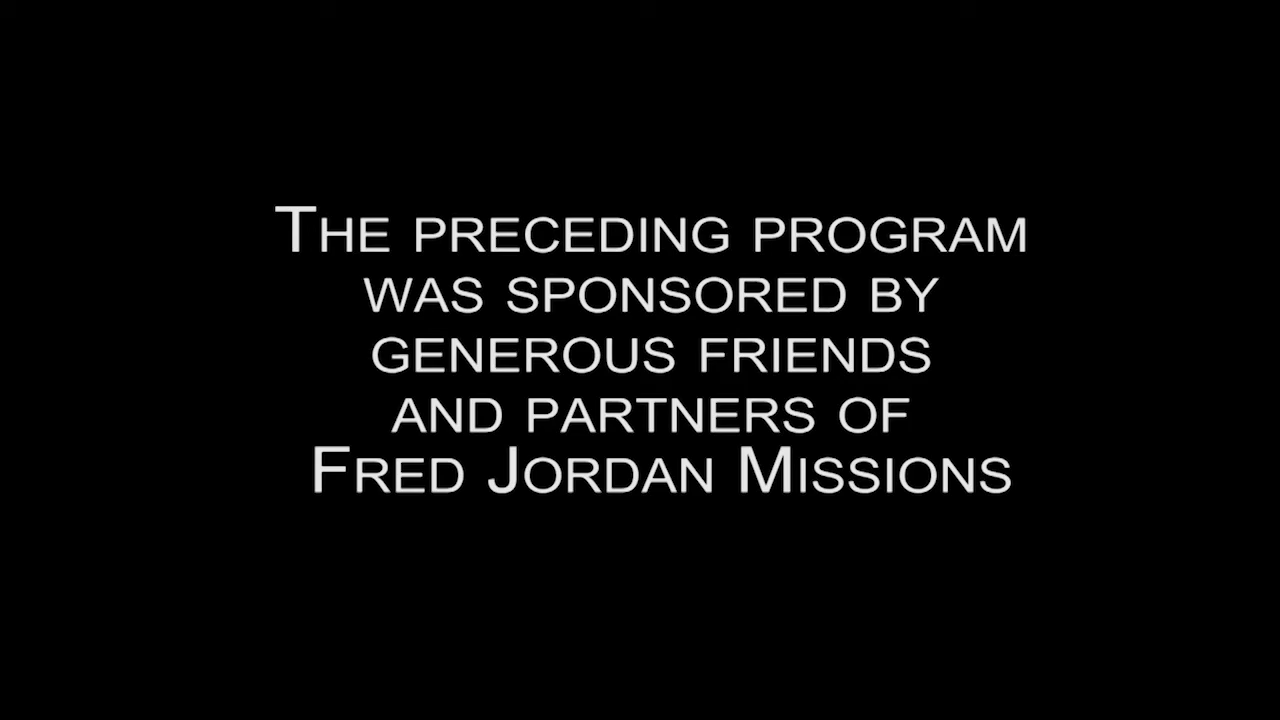 The preceding program
was sponsored by
generous friends
and partners of
Fred Jordan Missions